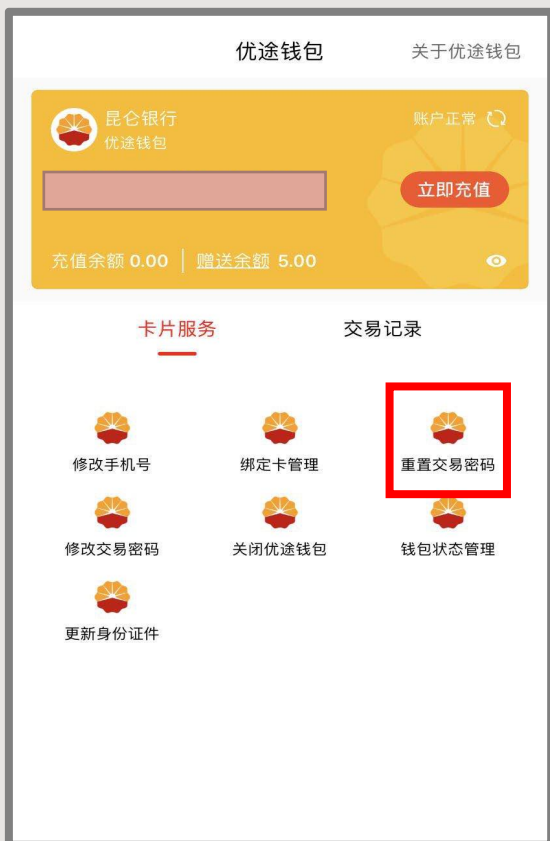 优途钱包 关于优途钱包
昆仑银行 账户正常
优途钱包
立即充值
充值余额 0.00 赠送余额 5.00
卡片服务 交易记录
修改手机号 绑定卡管理 重置交易密码
修改交易密码 关闭优途钱包 钱包状态管理
更新身份证件